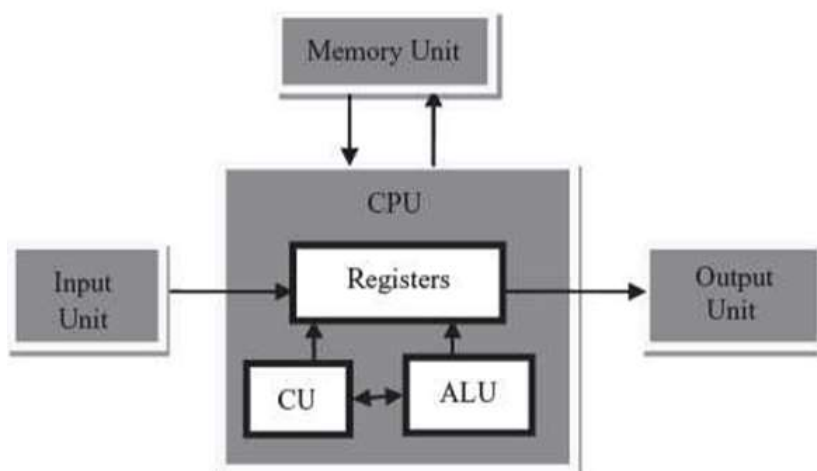 Memory Unit
CPU
Registers
Input
Unit
Output
Unit
CU
ALU